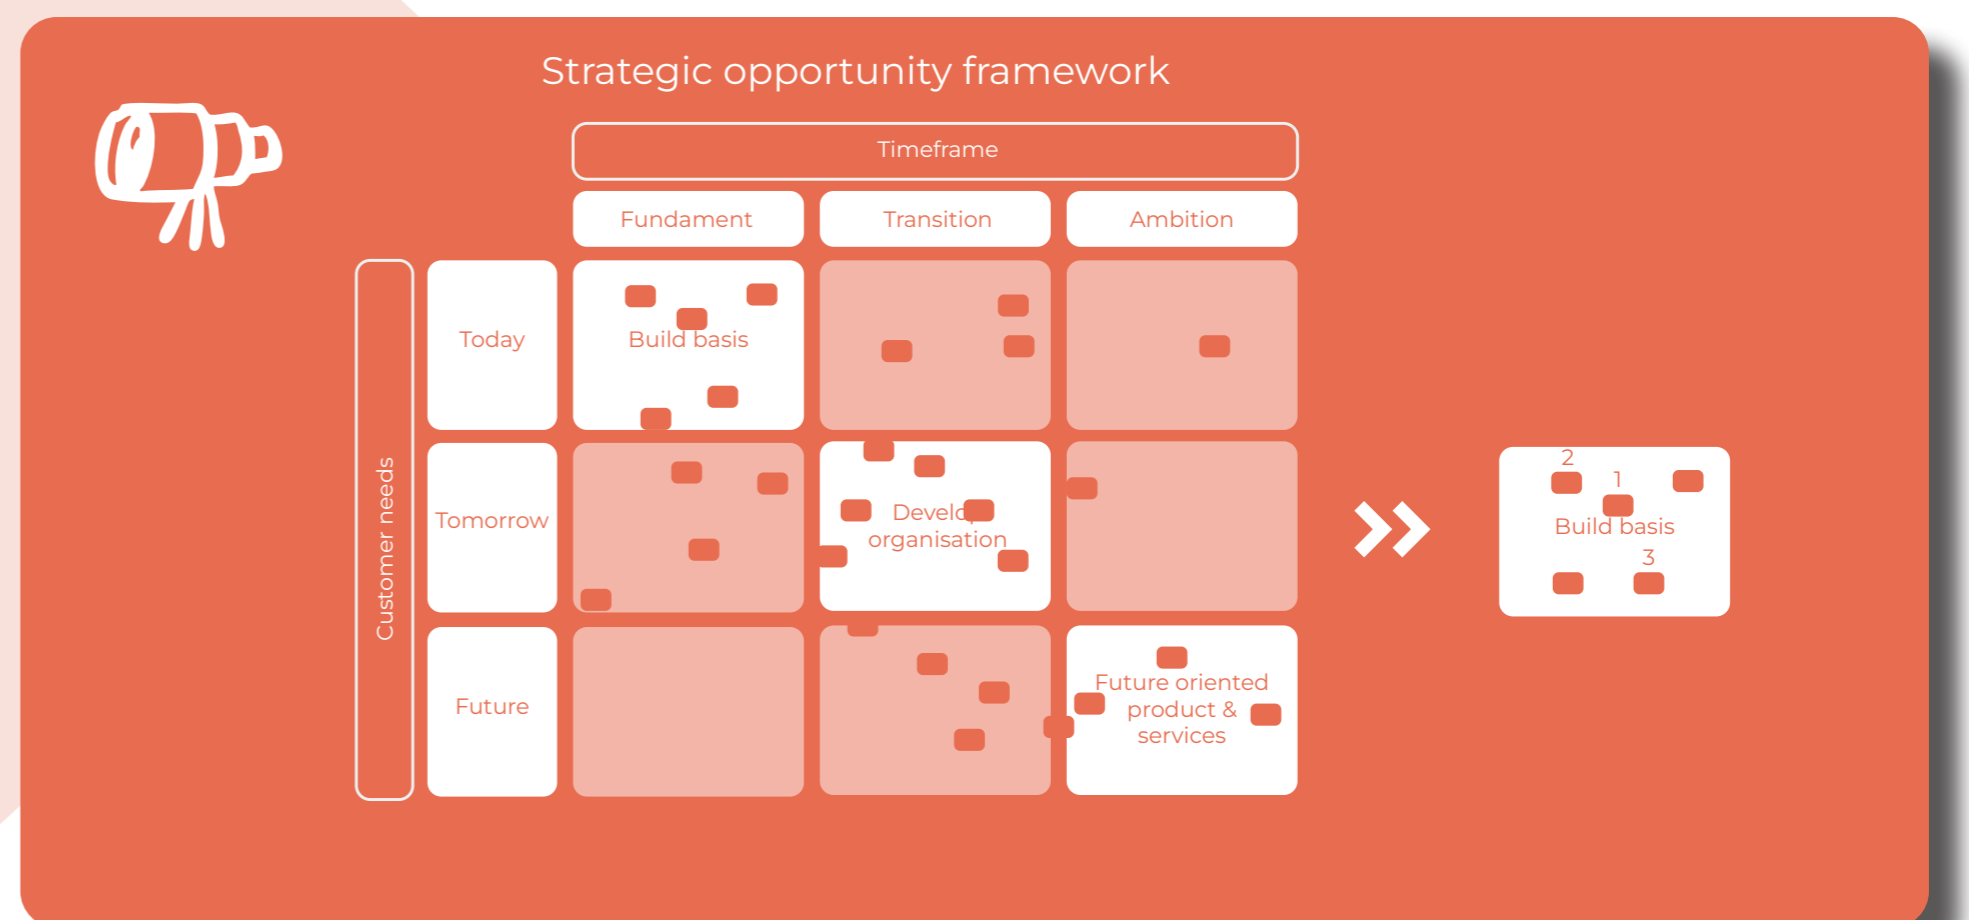 Strategic opportunity framework
Timeframe
Fundament
Transition
Ambition
Customer needs
Today
Build basis
Tomorrow
organisation
Future
Future oriented
product &
services
2
1
Build basis
3